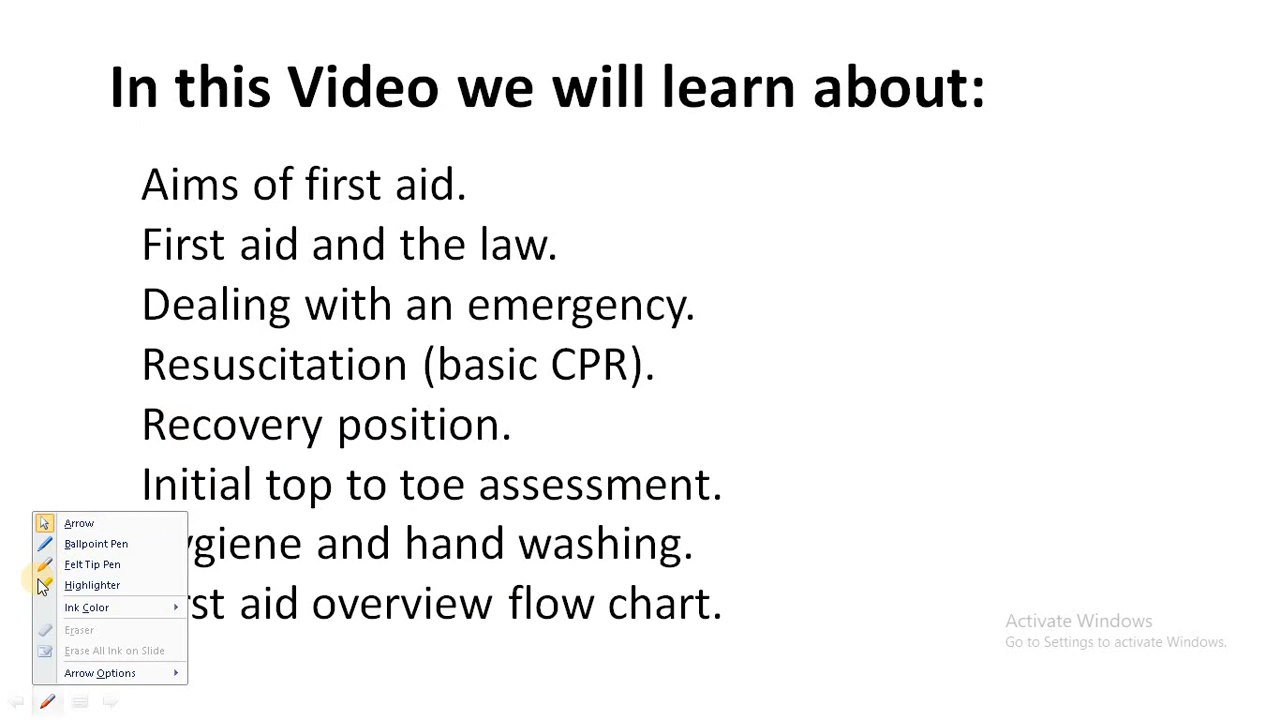 In this Video we will learn about:
Aims of first aid.
First aid and the law.
Dealing with an emergency.
Resuscitation (basic CPR).
Recovery position.
Initial top to toe assessment.
ygiene and hand washing.
rst aid overview flow chart.
Arrow
Ballpoint Pen
Felt Tip Pen
Highlighter
Ink Color
Eraser
Erase All Ink on Slide
Arrow Options
Activate Windows
Go to Settings to activate Windows.